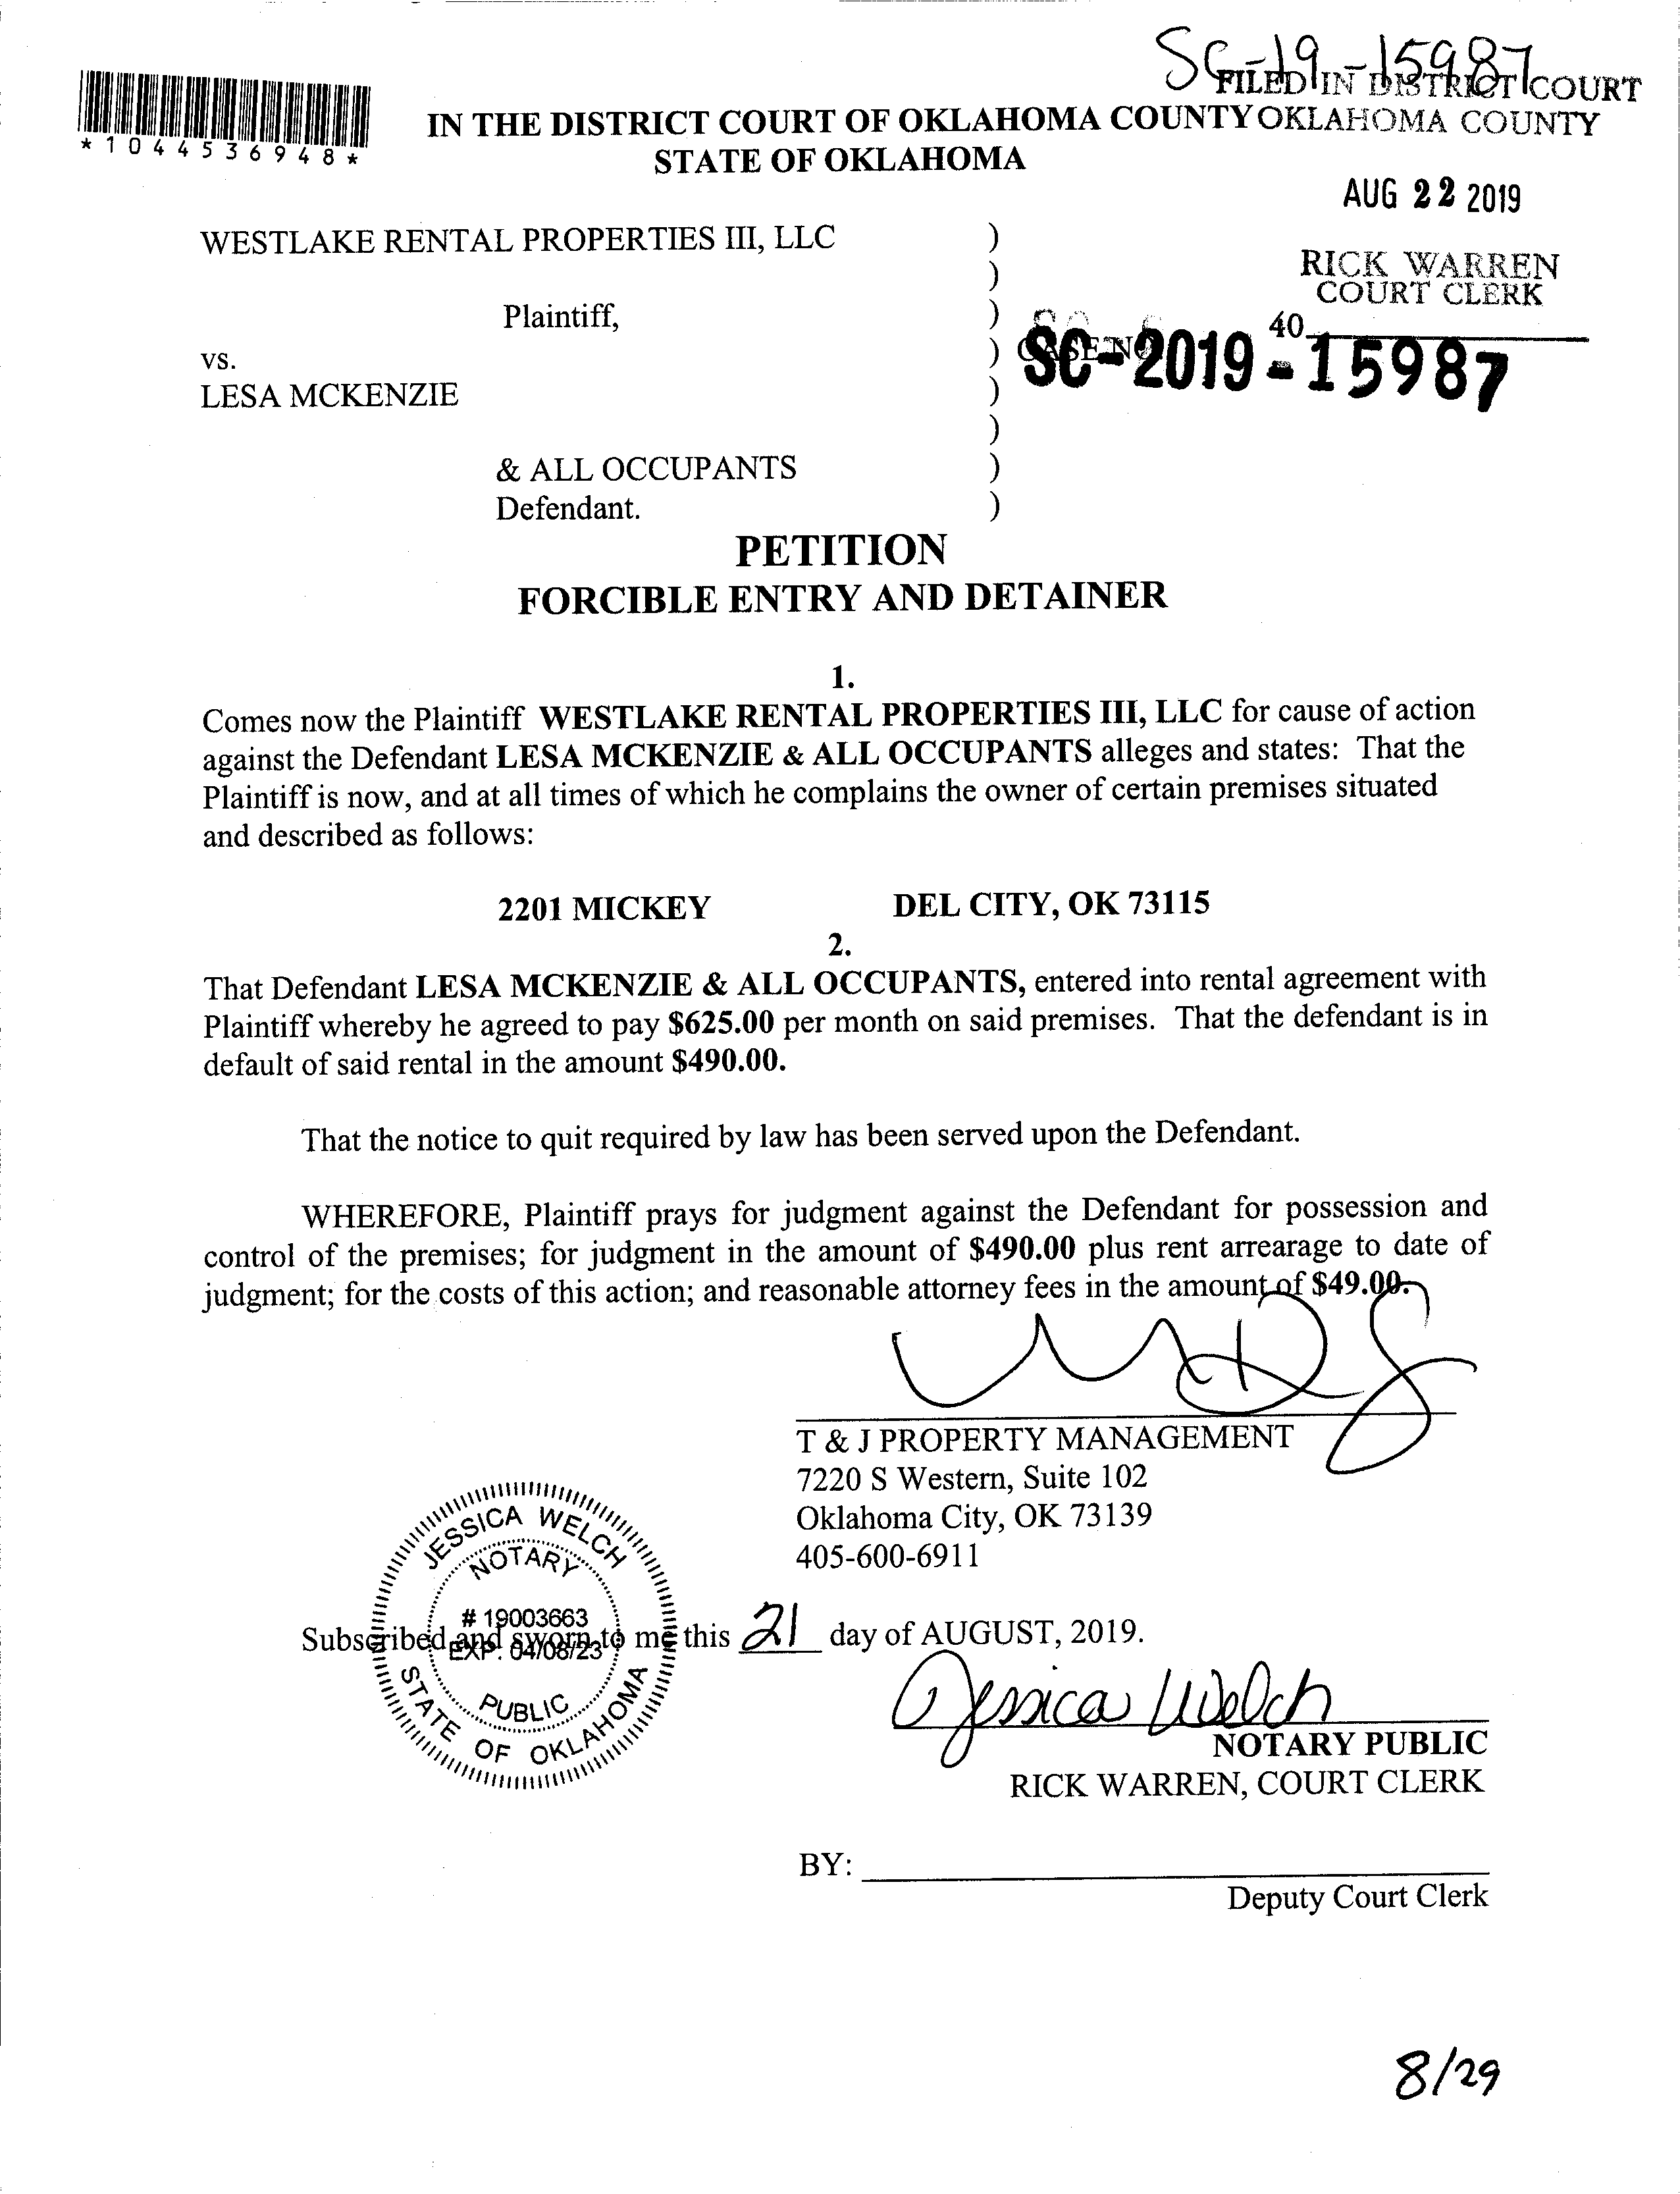 SC-19-15987
FILED IN DISTRICT COURT
OKLAHOMA COUNTY
*1044536948*
IN THE DISTRICT COURT OF OKLAHOMA COUNTY
STATE OF OKLAHOMA
AUG 22 2019
WESTLAKE RENTAL PROPERTIES III, LLC )
)
RICK WARREN
COURT CLERK
Plaintiff, )
40
vs. ) CASE NO
SC-2019-15987
LESA MCKENZIE )
)
& ALL OCCUPANTS )
Defendant. )
PETITION
FORCIBLE ENTRY AND DETAINER
1.
Comes now the Plaintiff WESTLAKE RENTAL PROPERTIES III, LLC for cause of action
against the Defendant LESA MCKENZIE & ALL OCCUPANTS alleges and states: That the
Plaintiff is now, and at all times of which he complains the owner of certain premises situated
and described as follows:
2201 MICKEY DEL CITY, OK 73115
2.
That Defendant LESA MCKENZIE & ALL OCCUPANTS, entered into rental agreement with
Plaintiff whereby he agreed to pay $625.00 per month on said premises. That the defendant is in
default of said rental in the amount $490.00.
That the notice to quit required by law has been served upon the Defendant.
WHEREFORE, Plaintiff prays for judgment against the Defendant for possession and
control of the premises; for judgment in the amount of $490.00 plus rent arrearage to date of
judgment; for the costs of this action; and reasonable attorney fees in the amount of $49.00.
T & J PROPERTY MANAGEMENT
7220 S Western, Suite 102
Oklahoma City, OK 73139
405-600-6911
JESSICA WELCH
NOTARY
# 19003663
EXP. 04/08/23
PUBLIC
STATE OF OKLAHOMA
Subscribed and sworn to me this 21 day of AUGUST, 2019.
Jessica Welch
NOTARY PUBLIC
RICK WARREN, COURT CLERK
BY:
Deputy Court Clerk
8/29